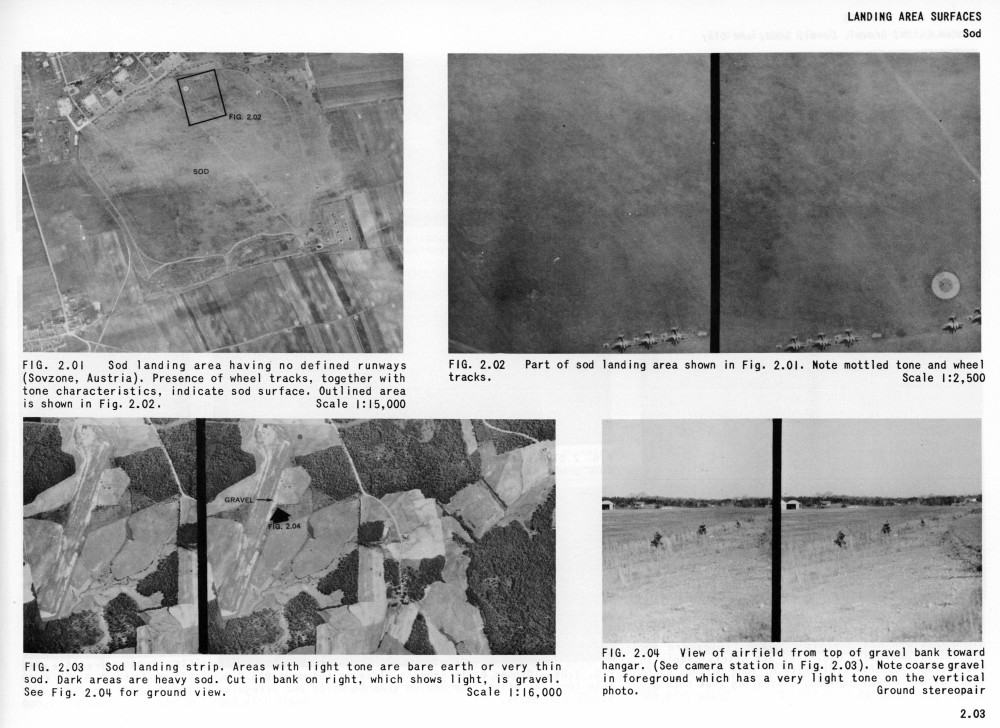 LANDING AREA SURFACES
Sod
FIG. 2.02
SOD
FIG. 2.01 Sod landing area having no defined runways
(Sovzone, Austria). Presence of wheel tracks, together with
tone characteristics, indicate sod surface. Outlined area
is shown in Fig. 2.02. Scale 1:15,000
FIG. 2.02 Part of sod landing area shown in Fig. 2.01. Note mottled tone and wheel
tracks. Scale 1:2,500
GRAVEL
FIG. 2.04
FIG. 2.03 Sod landing strip. Areas with light tone are bare earth or very thin
sod. Dark areas are heavy sod. Cut in bank on right, which shows light, is gravel.
See Fig. 2.04 for ground view. Scale 1:16,000
FIG. 2.04 View of airfield from top of gravel bank toward
hangar. (See camera station in Fig. 2.03). Note coarse gravel
in foreground which has a very light tone on the vertical
photo. Ground stereopair
2.03